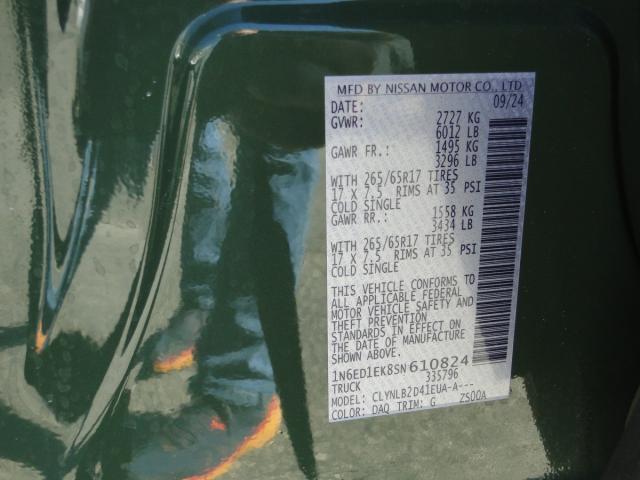 MFD BY NISSAN MOTOR CO., LTD
DATE: 09/24
GVWR: 2727 KG
6012 LB
GAWR FR.: 1495 KG
3296 LB
WITH 265/65R17 TIRES
17 X 7.5 RIMS AT 35 PSI
COLD SINGLE
GAWR RR.: 1558 KG
3434 LB
WITH 265/65R17 TIRES
17 X 7.5 RIMS AT 35 PSI
COLD SINGLE
THIS VEHICLE CONFORMS TO
ALL APPLICABLE FEDERAL
MOTOR VEHICLE SAFETY AND
THEFT PREVENTION
STANDARDS IN EFFECT ON
THE DATE OF MANUFACTURE
SHOWN ABOVE.
1N6ED1EK8SN610824
TRUCK 335796
MODEL: CLYNLB2D41EUA-A---
COLOR: DAQ TRIM: G ZS00A